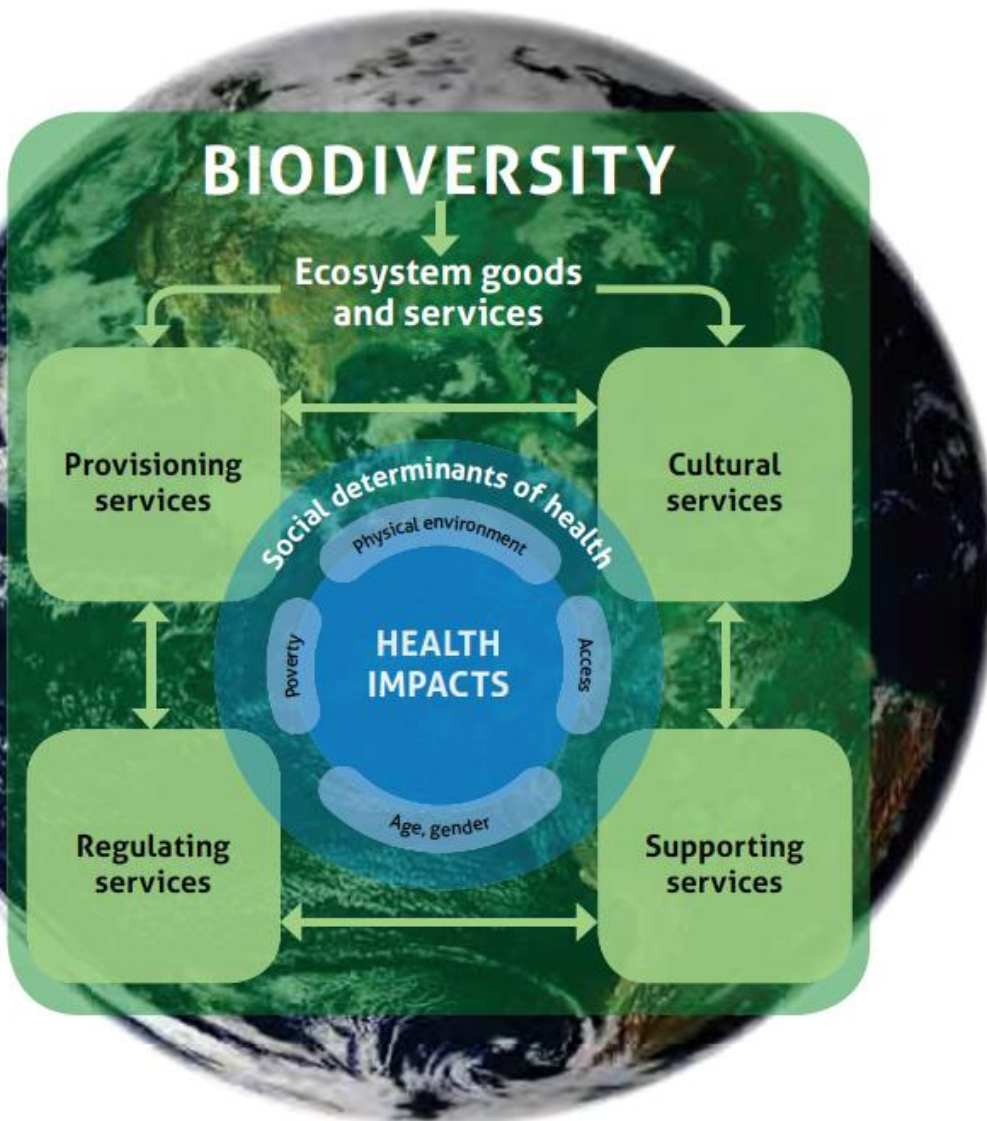 BIODIVERSITY
Ecosystem goods
and services
Provisioning
services
Cultural
services
Social determinants of health
Physical environment
Poverty
HEALTH
IMPACTS
Access
Age, gender
Regulating
services
Supporting
services